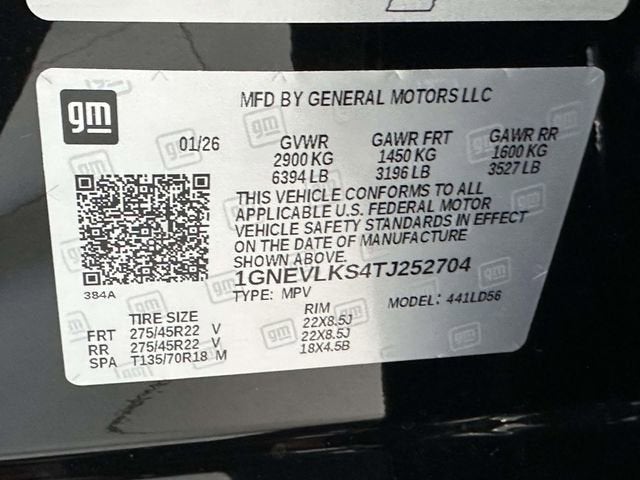 gm
MFD BY GENERAL MOTORS LLC
01/26 GVWR GAWR FRT GAWR RR
2900 KG 1450 KG 1600 KG
6394 LB 3196 LB 3527 LB
THIS VEHICLE CONFORMS TO ALL
APPLICABLE U.S. FEDERAL MOTOR
VEHICLE SAFETY STANDARDS IN EFFECT
ON THE DATE OF MANUFACTURE
SHOWN ABOVE.
1GNEVLKS4TJ252704
384A
TYPE: MPV MODEL: 441LD56
TIRE SIZE RIM
FRT 275/45R22 V 22X8.5J
RR 275/45R22 V 22X8.5J
SPA T135/70R18 M 18X4.5B